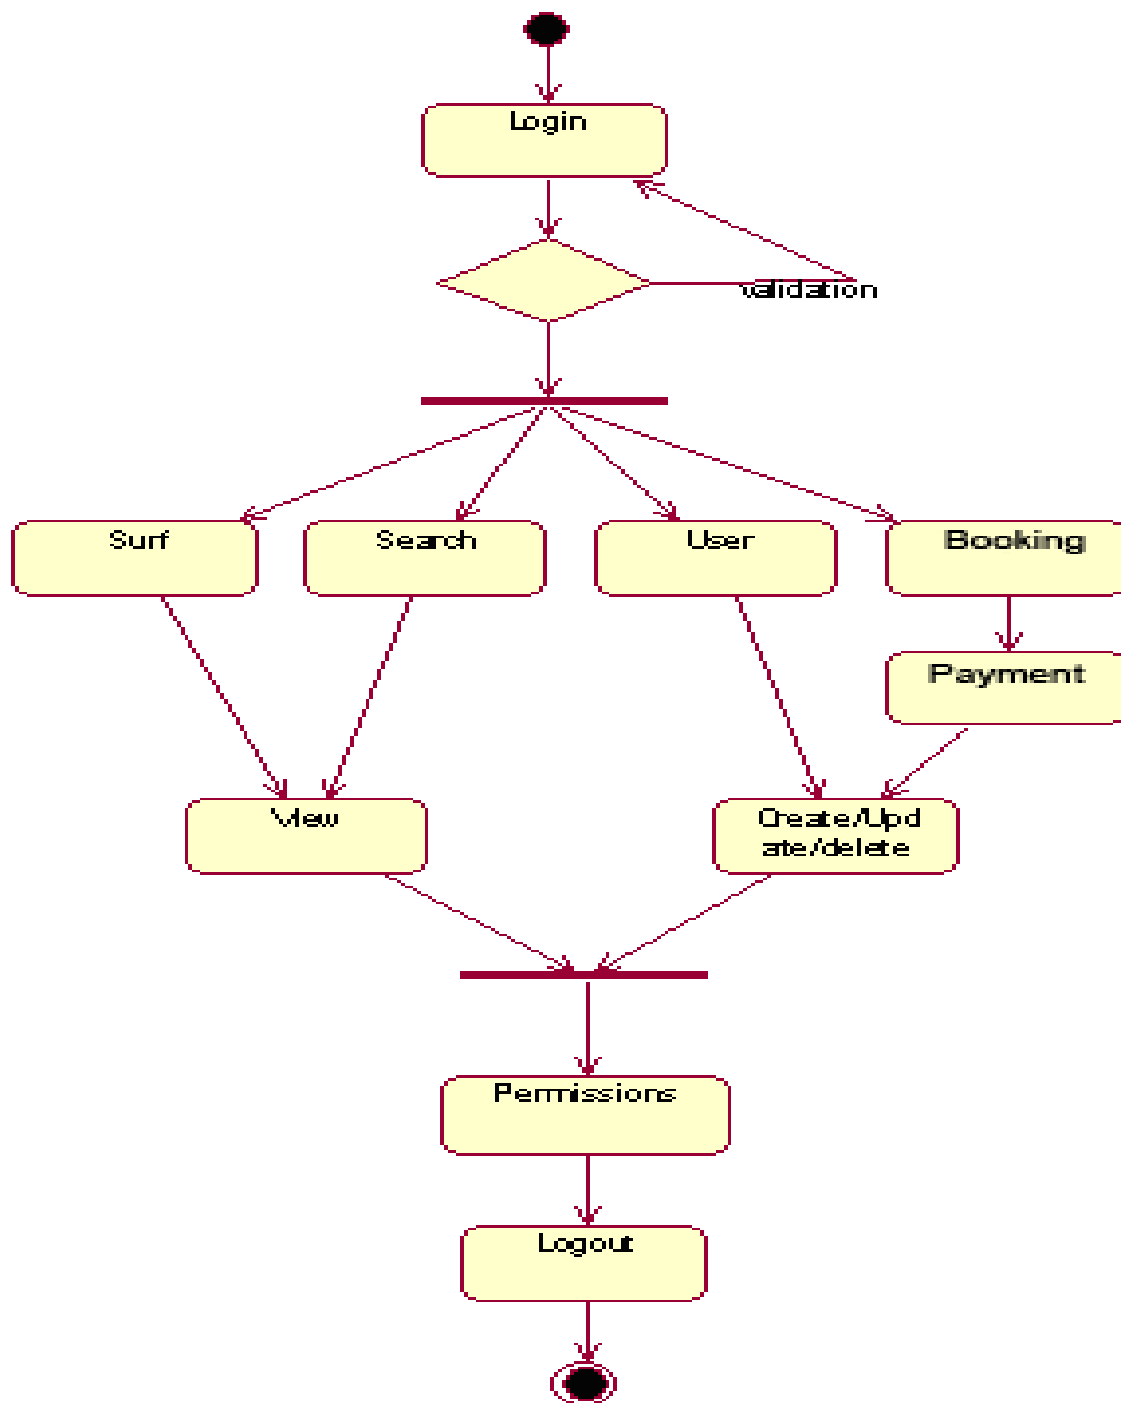 Login
validation
Surf
Search
User
Booking
Payment
View
Create/Upd
ate/delete
Permissions
Logout